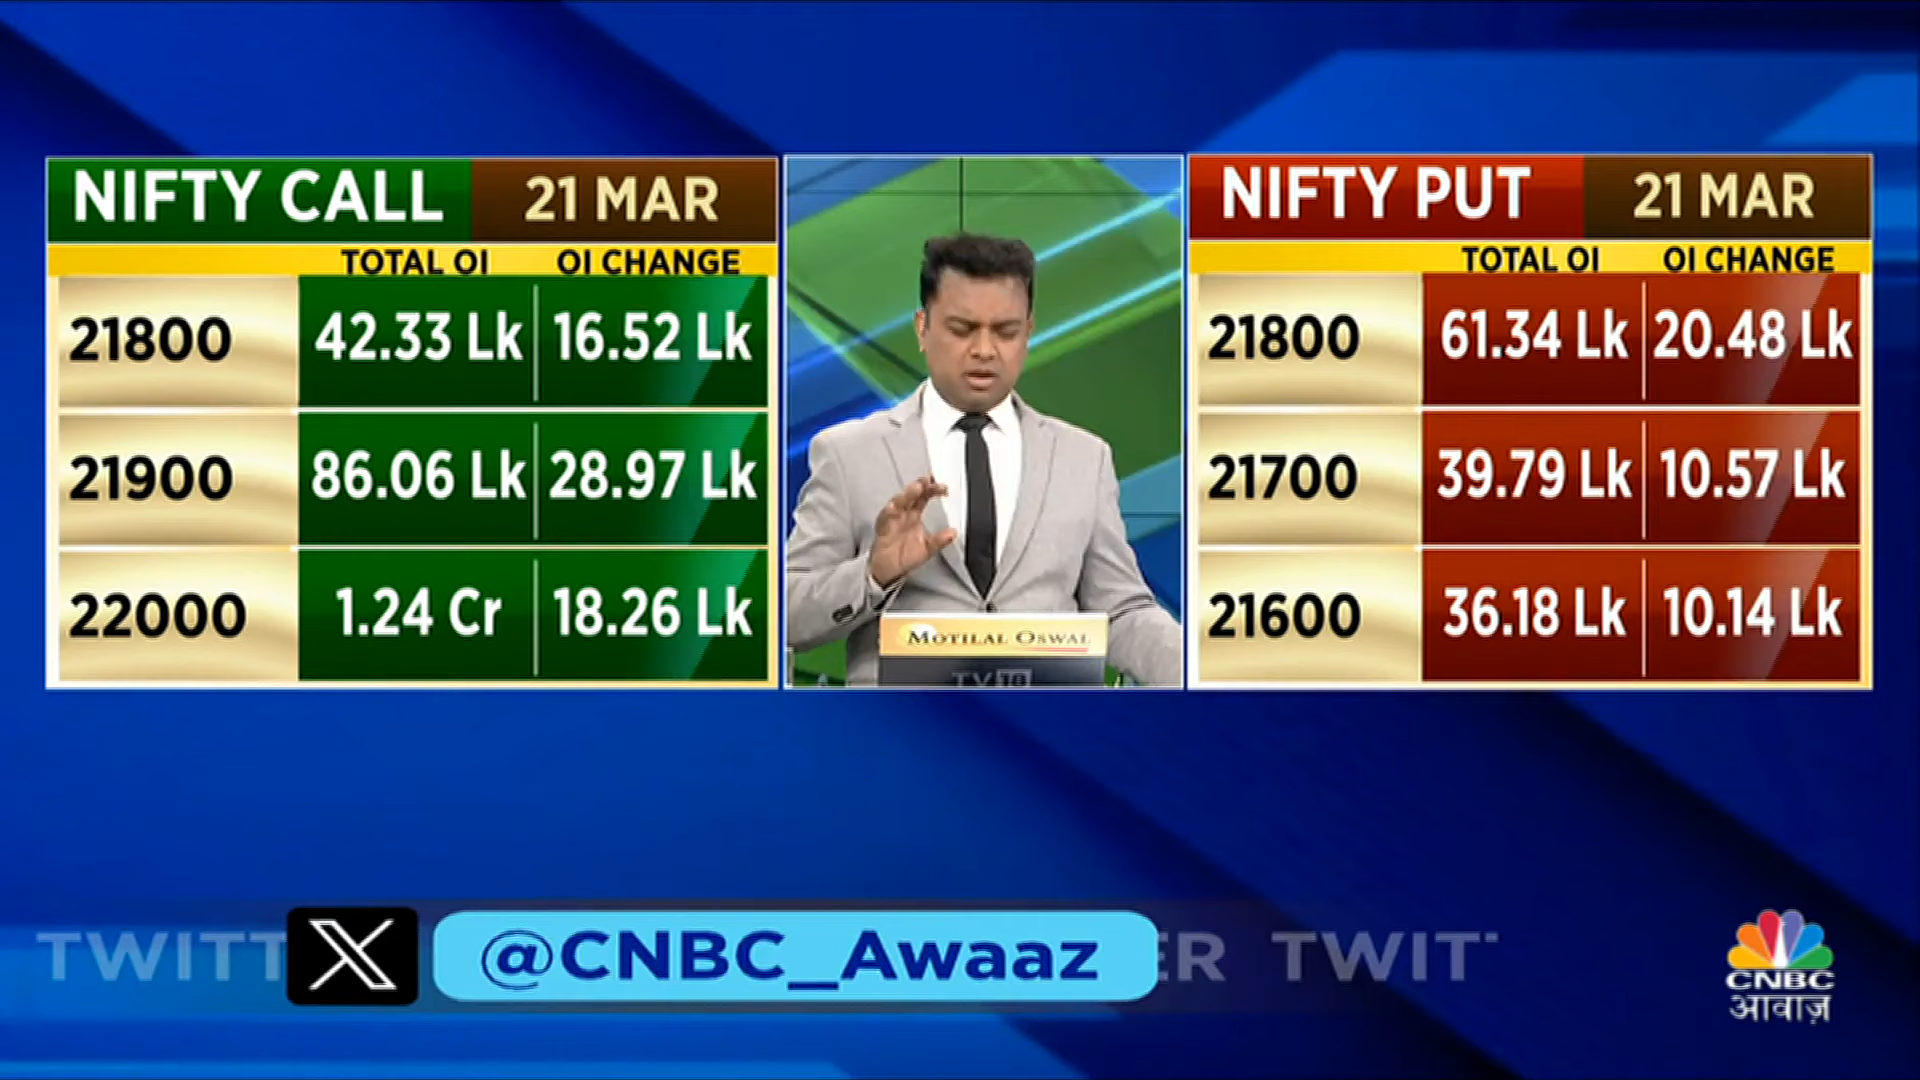 NIFTY CALL 21 MAR
TOTAL OI OI CHANGE
21800 42.33 Lk 16.52 Lk
21900 86.06 Lk 28.97 Lk
22000 1.24 Cr 18.26 Lk
MOTILAL OSWAL
TV18
NIFTY PUT 21 MAR
TOTAL OI OI CHANGE
21800 61.34 Lk 20.48 Lk
21700 39.79 Lk 10.57 Lk
21600 36.18 Lk 10.14 Lk
TWITT X @CNBC_Awaaz ER TWIT
CNBC
आवाज़